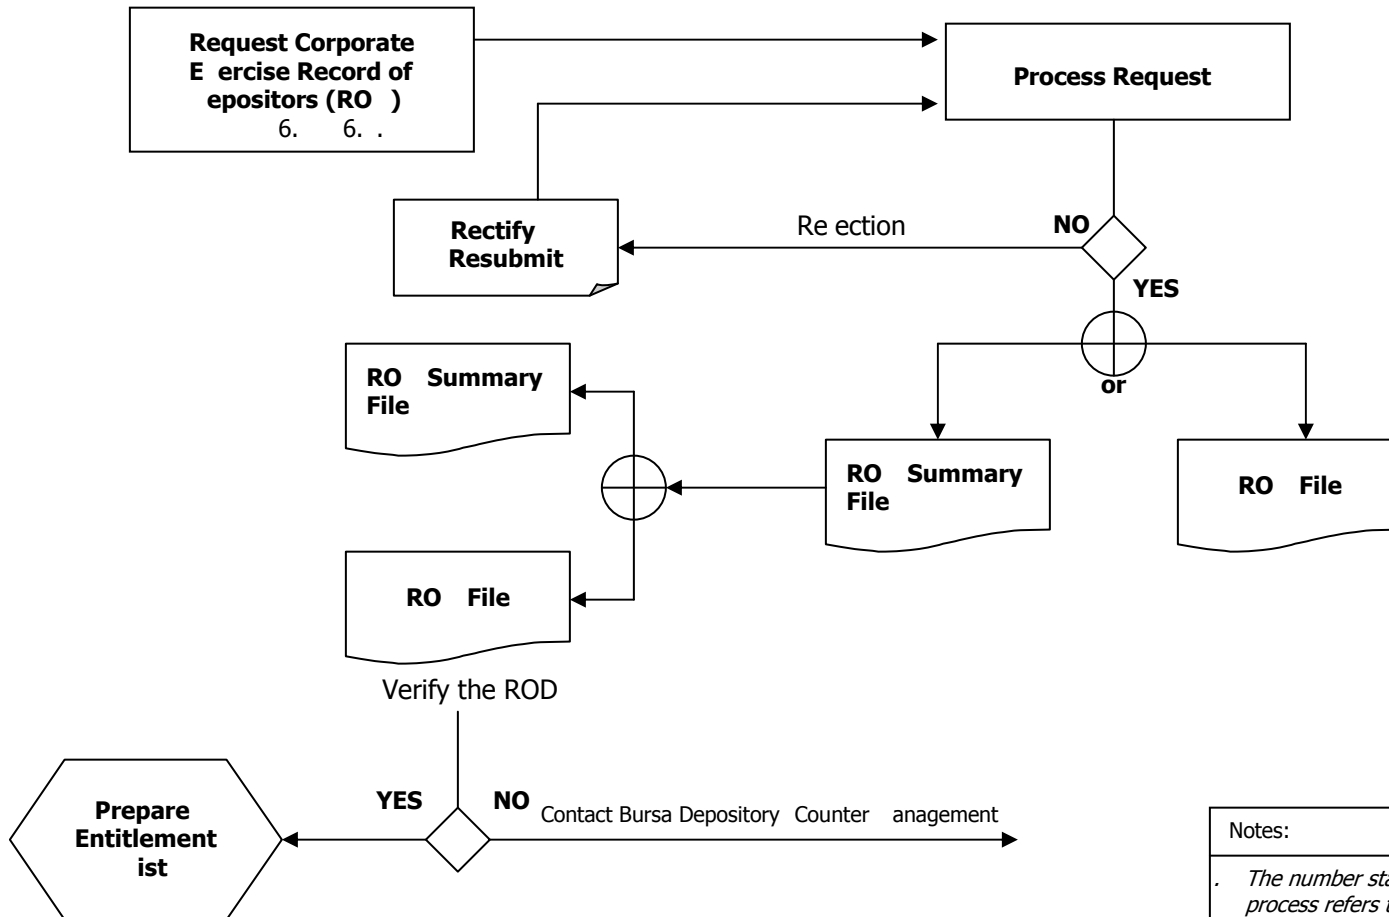 Request Corporate
E ercise Record of
epositors (RO )
6. 6. .
Process Request
Rectify
Resubmit
Re ection
NO
YES
or
RO Summary
File
RO Summary
File
RO File
RO File
Verify the ROD
YES
NO
Contact Bursa Depository Counter anagement
Prepare
Entitlement
ist
Notes:
. The number sta
process refers t